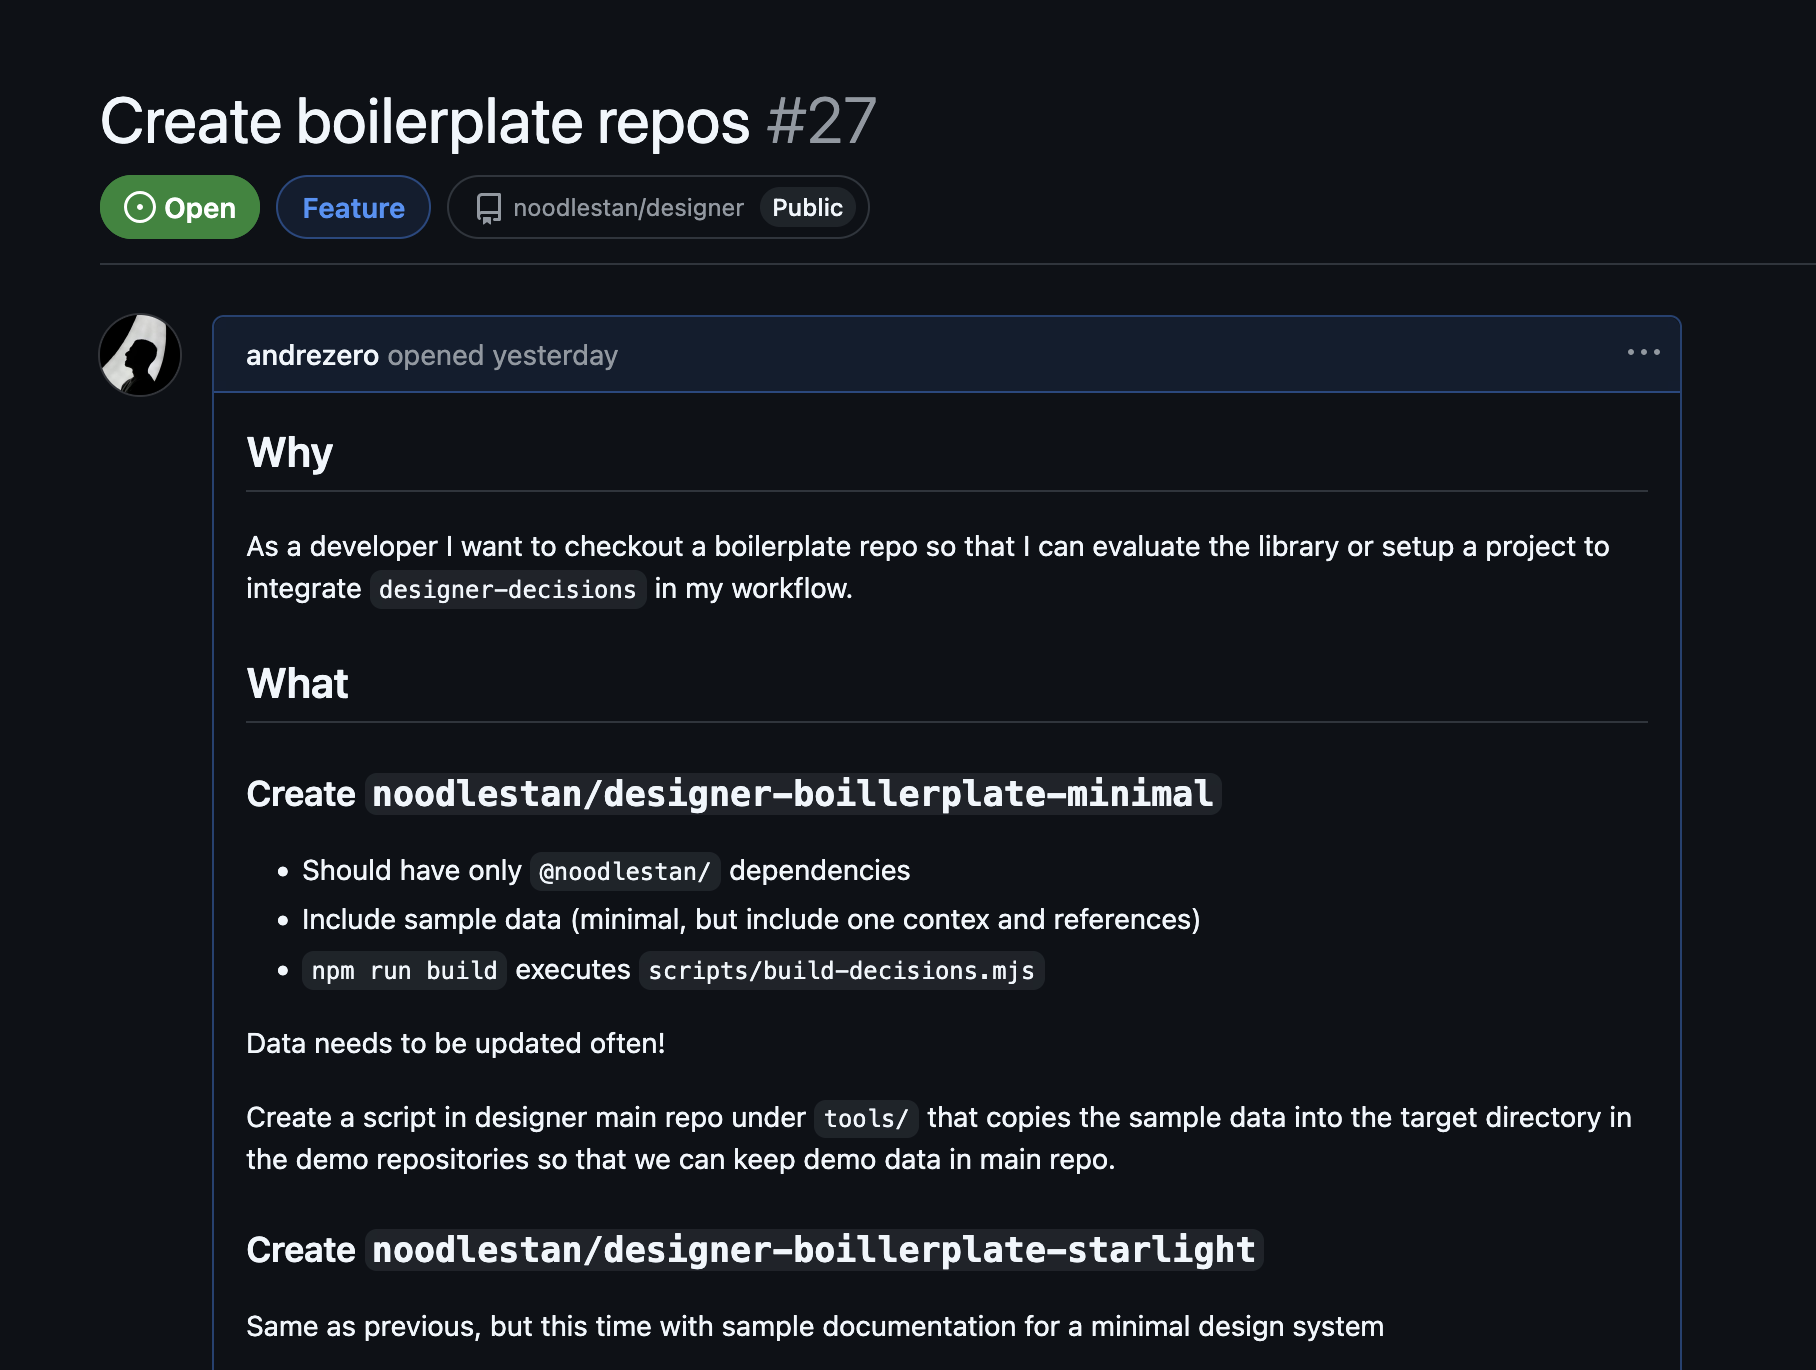 Create boilerplate repos #27
Open
Feature
noodlestan/designer Public
andrezero opened yesterday
Why
As a developer I want to checkout a boilerplate repo so that I can evaluate the library or setup a project to
integrate designer-decisions in my workflow.
What
Create noodlestan/designer-boillerplate-minimal
• Should have only @noodlestan/ dependencies
• Include sample data (minimal, but include one contex and references)
• npm run build executes scripts/build-decisions.mjs
Data needs to be updated often!
Create a script in designer main repo under tools/ that copies the sample data into the target directory in
the demo repositories so that we can keep demo data in main repo.
Create noodlestan/designer-boillerplate-starlight
Same as previous, but this time with sample documentation for a minimal design system